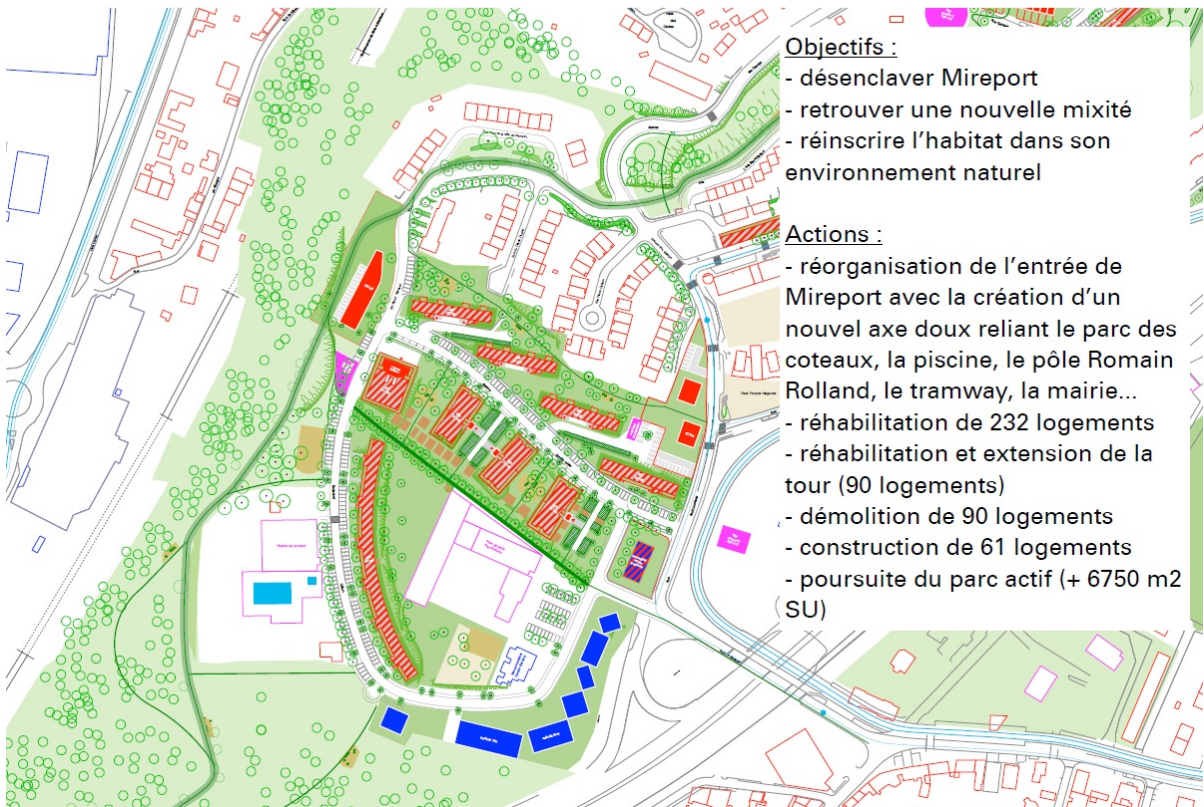 Objectifs :
- désenclaver Mireport
- retrouver une nouvelle mixité
- réinscrire l'habitat dans son
environnement naturel
Actions :
- réorganisation de l'entrée de
Mireport avec la création d'un
nouvel axe doux reliant le parc des
coteaux, la piscine, le pôle Romain
Rolland, le tramway, la mairie...
- réhabilitation de 232 logements
- réhabilitation et extension de la
tour (90 logements)
- démolition de 90 logements
- construction de 61 logements
- poursuite du parc actif (+ 6750 m2
SU)